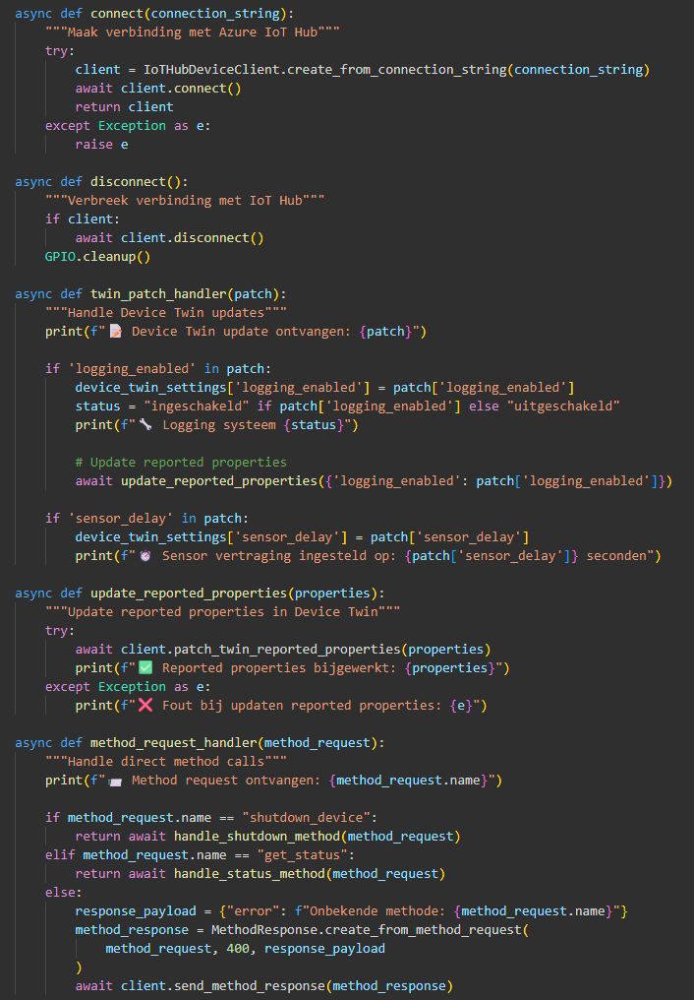 async def connect(connection_string):
    """Maak verbinding met Azure IoT Hub"""
    try:
        client = IoTHubDeviceClient.create_from_connection_string(connection_string)
        await client.connect()
        return client
    except Exception as e:
        raise e

async def disconnect():
    """Verbreek verbinding met IoT Hub"""
    if client:
        await client.disconnect()
    GPIO.cleanup()

async def twin_patch_handler(patch):
    """Handle Device Twin updates"""
    print(f"📝 Device Twin update ontvangen: {patch}")

    if 'logging_enabled' in patch:
        device_twin_settings['logging_enabled'] = patch['logging_enabled']
        status = "ingeschakeld" if patch['logging_enabled'] else "uitgeschakeld"
        print(f"🔧 Logging systeem {status}")

        # Update reported properties
        await update_reported_properties({'logging_enabled': patch['logging_enabled']})

    if 'sensor_delay' in patch:
        device_twin_settings['sensor_delay'] = patch['sensor_delay']
        print(f"⏱️ Sensor vertraging ingesteld op: {patch['sensor_delay']} seconden")

async def update_reported_properties(properties):
    """Update reported properties in Device Twin"""
    try:
        await client.patch_twin_reported_properties(properties)
        print(f"✅ Reported properties bijgewerkt: {properties}")
    except Exception as e:
        print(f"❌ Fout bij updaten reported properties: {e}")

async def method_request_handler(method_request):
    """Handle direct method calls"""
    print(f"📨 Method request ontvangen: {method_request.name}")

    if method_request.name == "shutdown_device":
        return await handle_shutdown_method(method_request)
    elif method_request.name == "get_status":
        return await handle_status_method(method_request)
    else:
        response_payload = {"error": f"Onbekende methode: {method_request.name}"}
        method_response = MethodResponse.create_from_method_request(
            method_request, 400, response_payload
        )
        await client.send_method_response(method_response)